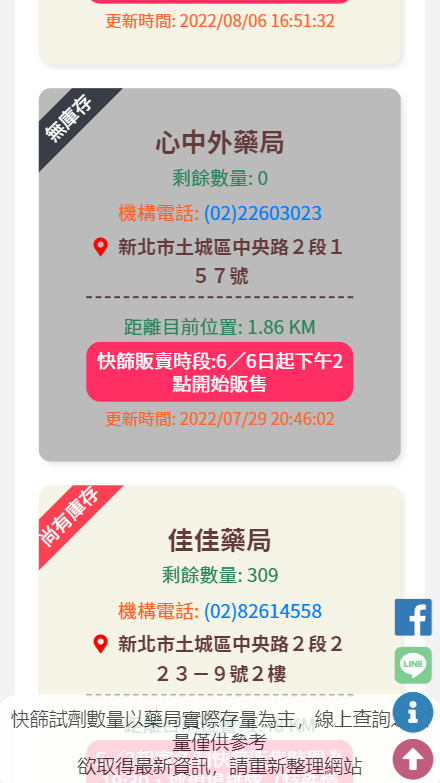 更新時間: 2022/08/06 16:51:32
無庫存
心中外藥局
剩餘數量: 0
機構電話: (02)22603023
新北市土城區中央路２段１
５７號
距離目前位置: 1.86 KM
快篩販賣時段:6／6日起下午2
點開始販售
更新時間: 2022/07/29 20:46:02
尚有庫存
佳佳藥局
剩餘數量: 309
機構電話: (02)82614558
新北市土城區中央路２段２
２３－９號２樓
LINE
快篩試劑數量以藥局實際存量為主，線上查詢
量僅供參考
欲取得最新資訊，請重新整理網站